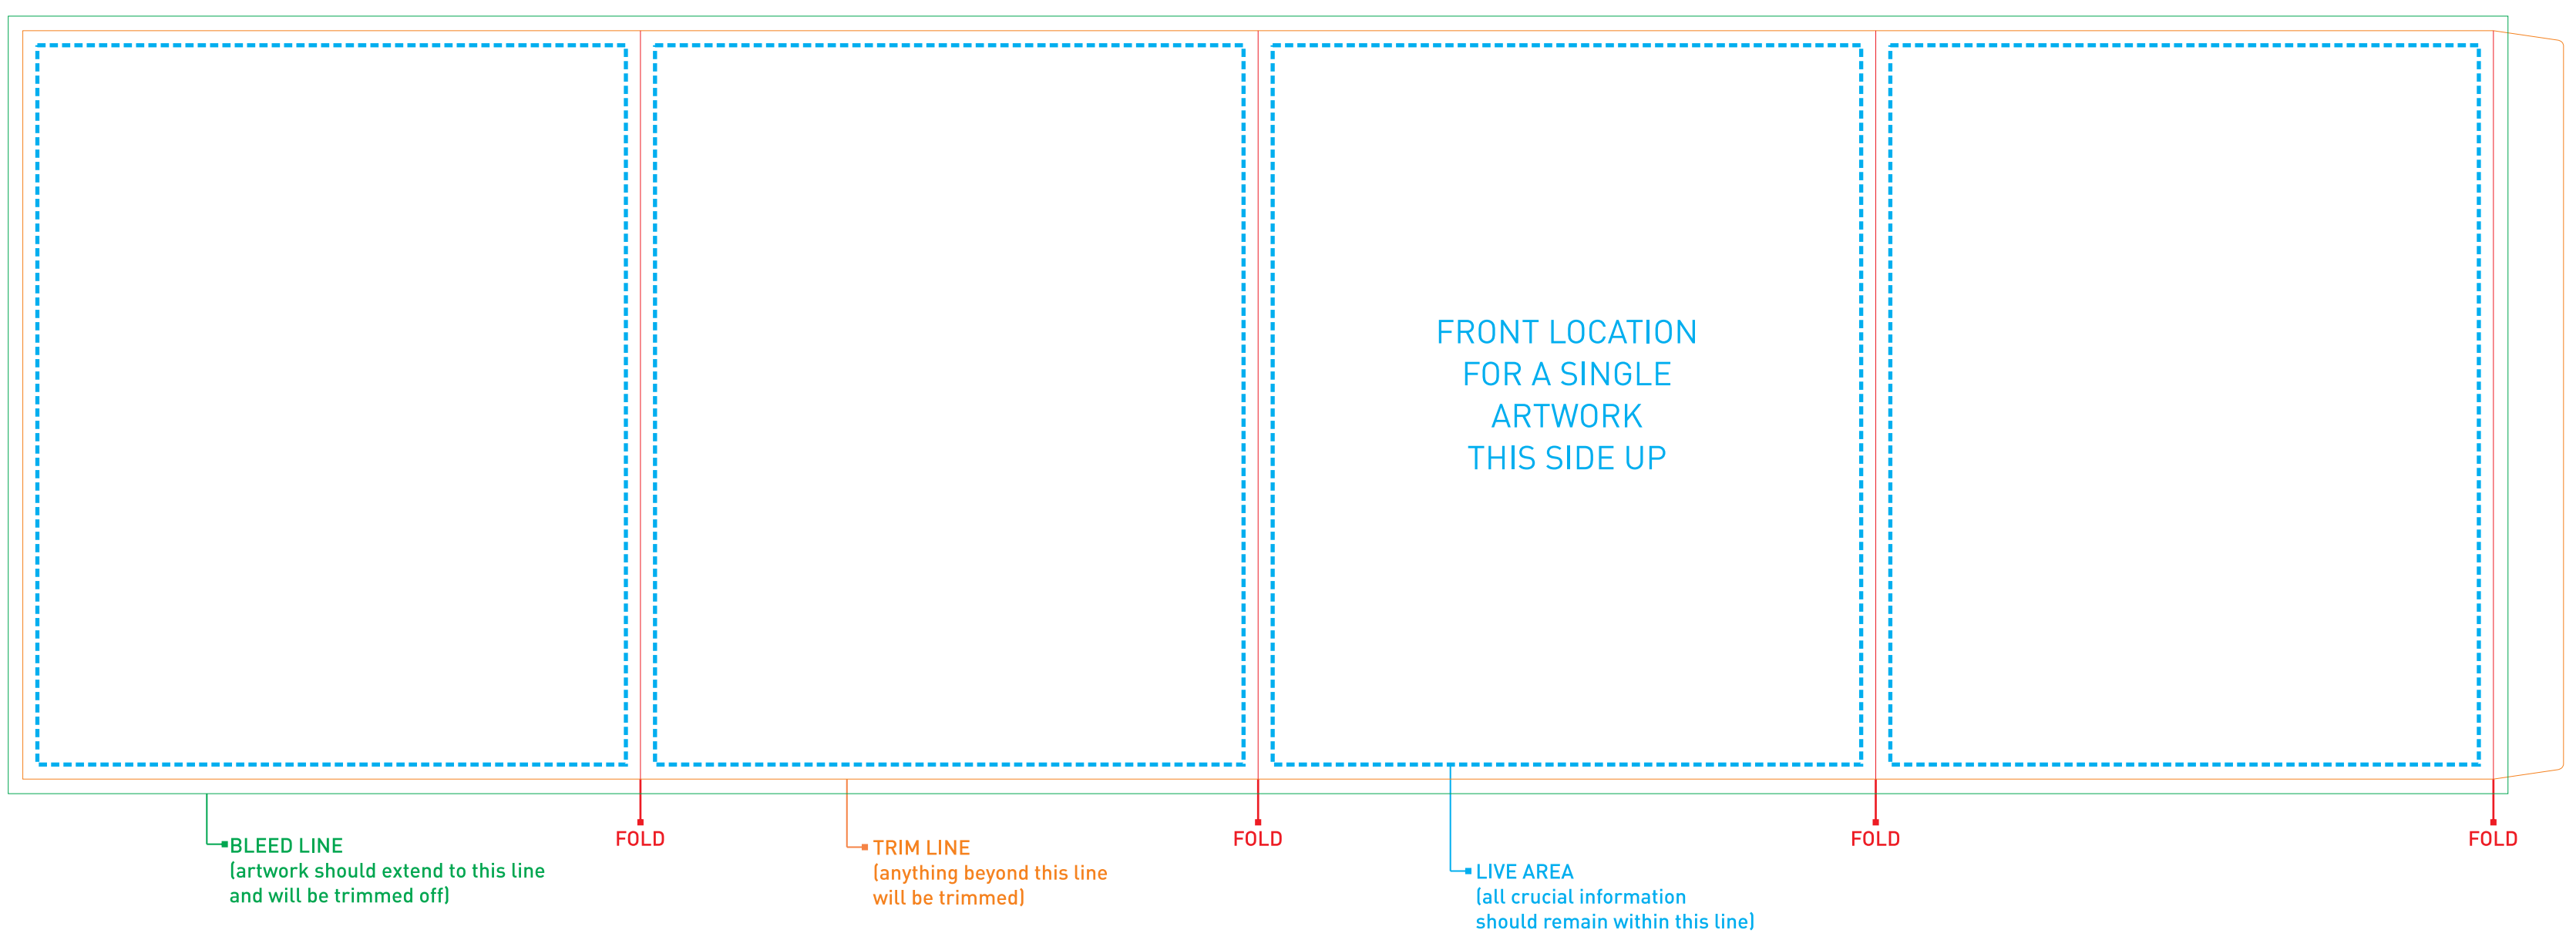 FRONT LOCATION
FOR A SINGLE
ARTWORK
THIS SIDE UP
BLEED LINE
(artwork should extend to this line
and will be trimmed off)
FOLD
TRIM LINE
(anything beyond this line
will be trimmed)
FOLD
LIVE AREA
(all crucial information
should remain within this line)
FOLD
FOLD